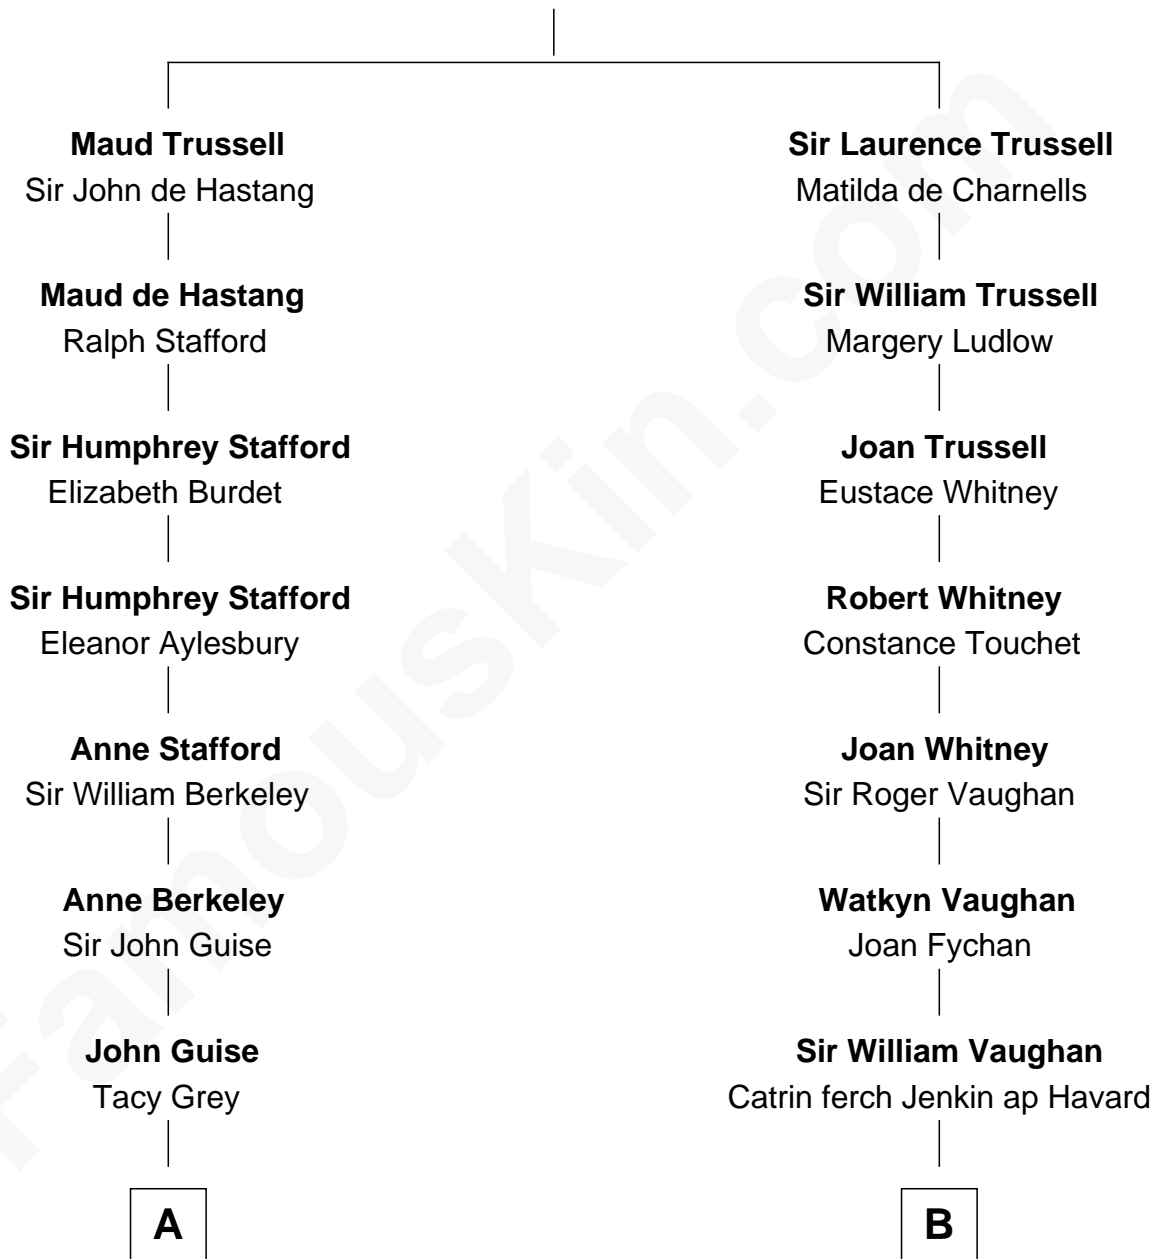 Maud Trussell
Sir John de Hastang
Maud de Hastang
Ralph Stafford
Sir Humphrey Stafford
Elizabeth Burdet
Sir Humphrey Stafford
Eleanor Aylesbury
Anne Stafford
Sir William Berkeley
Anne Berkeley
Sir John Guise
John Guise
Tacy Grey
A
Sir Laurence Trussell
Matilda de Charnells
Sir William Trussell
Margery Ludlow
Joan Trussell
Eustace Whitney
Robert Whitney
Constance Touchet
Joan Whitney
Sir Roger Vaughan
Watkyn Vaughan
Joan Fychan
Sir William Vaughan
Catrin ferch Jenkin ap Havard
B
FamousKin.com